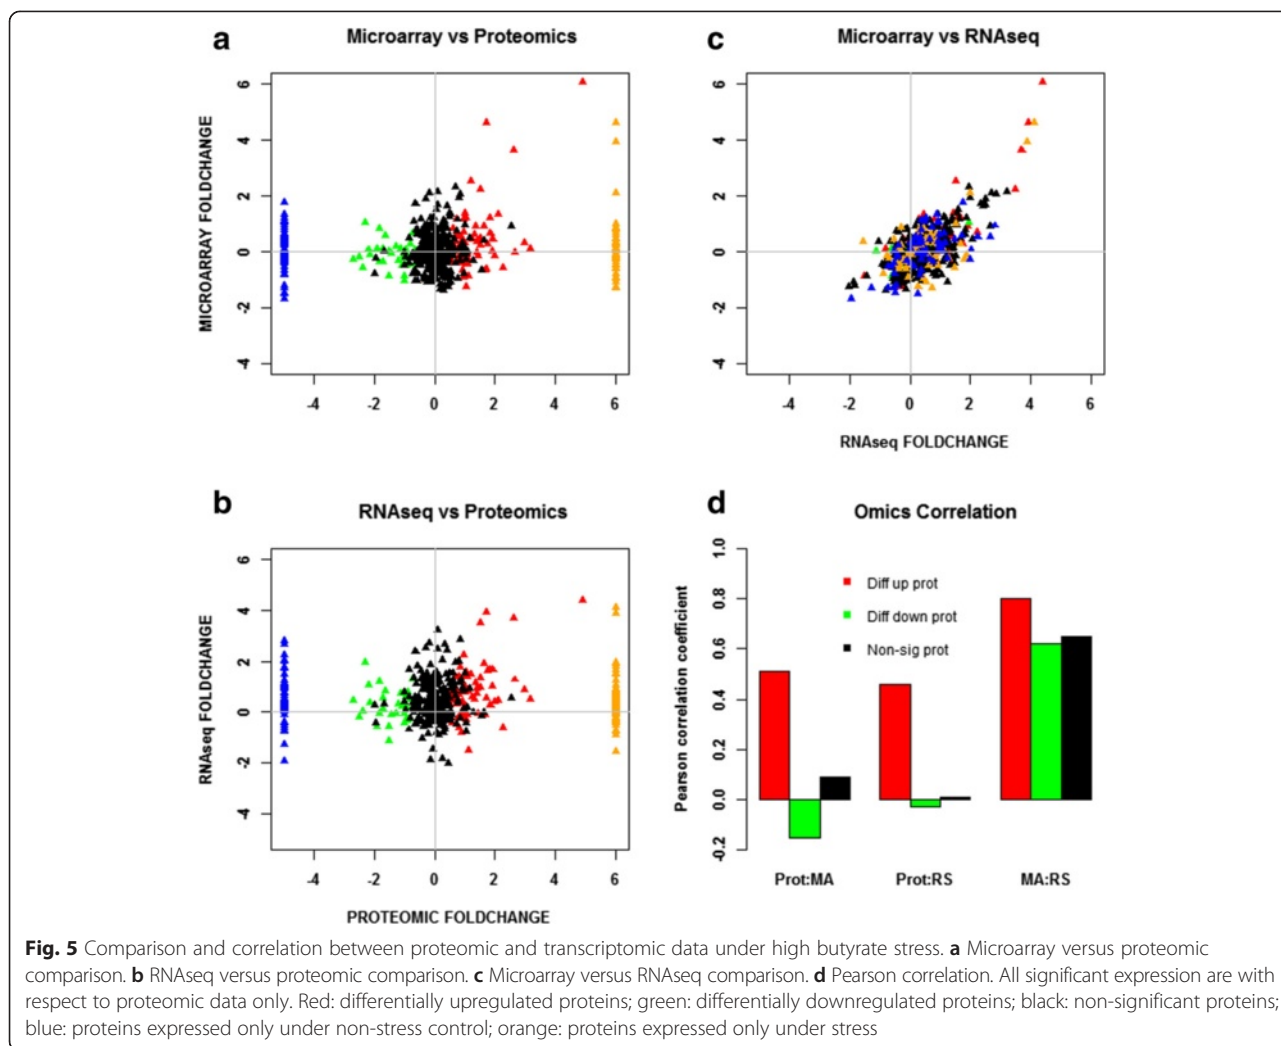 a
Microarray vs Proteomics
MICROARRAY FOLDCHANGE
6
4
2
0
-2
-4
-4 -2 0 2 4 6
c
Microarray vs RNAseq
6
4
2
0
-2
-4
-4 -2 0 2 4 6
RNAseq FOLDCHANGE
b
RNAseq vs Proteomics
RNAseq FOLDCHANGE
6
4
2
0
-2
-4
-4 -2 0 2 4 6
PROTEOMIC FOLDCHANGE
d
Omics Correlation
Pearson correlation coefficient
1.0
0.8
0.6
0.4
0.2
0.0
-0.2
Diff up prot
Diff down prot
Non-sig prot
Prot:MA Prot:RS MA:RS
Fig. 5 Comparison and correlation between proteomic and transcriptomic data under high butyrate stress. a Microarray versus proteomic
comparison. b RNAseq versus proteomic comparison. c Microarray versus RNAseq comparison. d Pearson correlation. All significant expression are with
respect to proteomic data only. Red: differentially upregulated proteins; green: differentially downregulated proteins; black: non-significant proteins;
blue: proteins expressed only under non-stress control; orange: proteins expressed only under stress